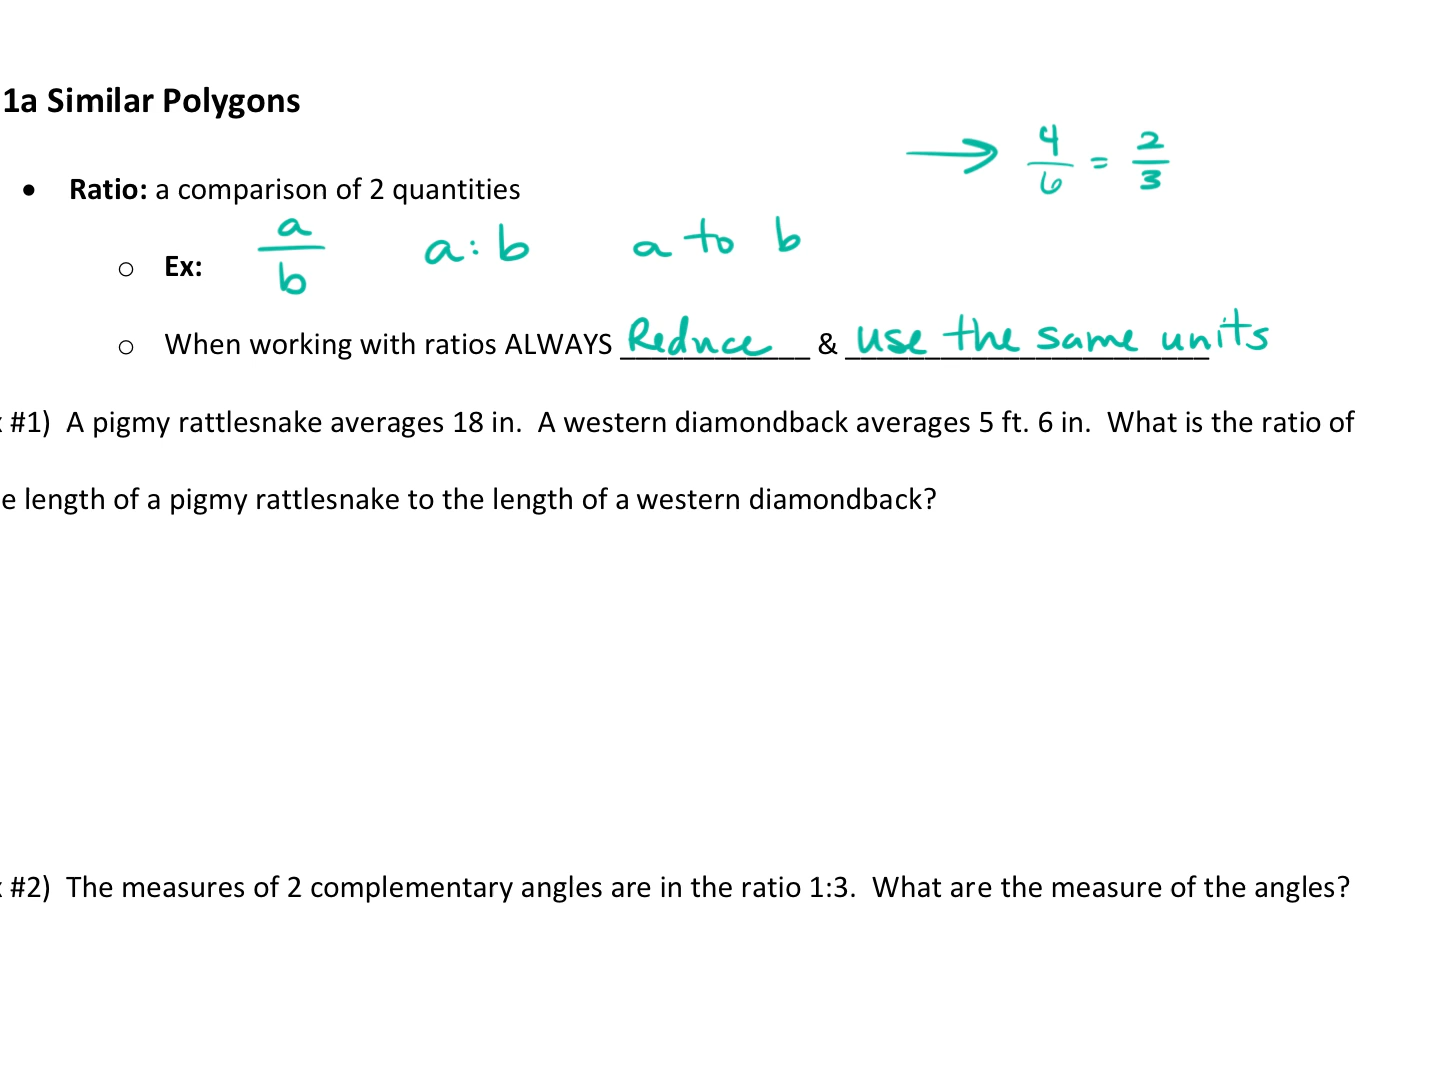 1a Similar Polygons
→ 4/6 = 2/3
• Ratio: a comparison of 2 quantities
○ Ex: a/b a:b a to b
○ When working with ratios ALWAYS Reduce & use the same units
#1) A pigmy rattlesnake averages 18 in. A western diamondback averages 5 ft. 6 in. What is the ratio of
e length of a pigmy rattlesnake to the length of a western diamondback?
#2) The measures of 2 complementary angles are in the ratio 1:3. What are the measure of the angles?